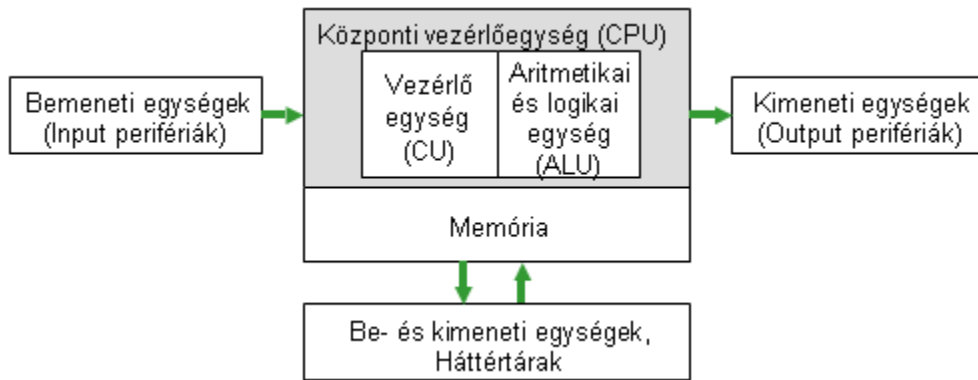 Központi vezérlőegység (CPU)
Bemeneti egységek
(Input perifériák)
Vezérlő
egység
(CU)
Aritmetikai
és logikai
egység
(ALU)
Kimeneti egységek
(Output perifériák)
Memória
Be- és kimeneti egységek,
Háttértárak